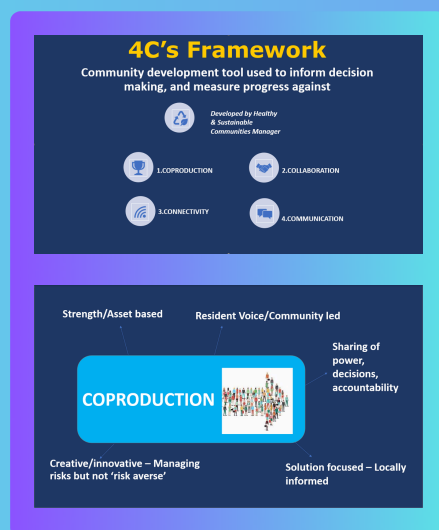 4C's Framework
Community development tool used to inform decision
making, and measure progress against
Developed by Healthy
& Sustainable
Communities Manager
1.COPRODUCTION
2.COLLABORATION
3.CONNECTIVITY
4.COMMUNICATION
Strength/Asset based
Resident Voice/Community led
Sharing of
power,
decisions,
accountability
COPRODUCTION
Creative/innovative – Managing
risks but not ‘risk averse’
Solution focused – Locally
informed